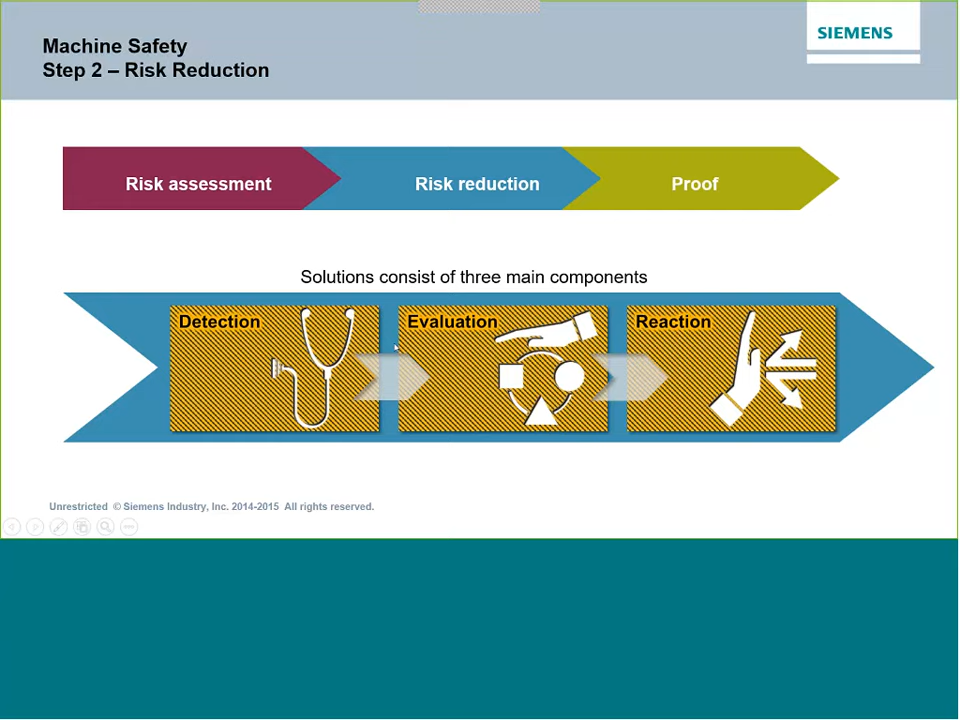 Machine Safety
Step 2 – Risk Reduction
SIEMENS
Risk assessment
Risk reduction
Proof
Solutions consist of three main components
Detection
Evaluation
Reaction
Unrestricted © Siemens Industry, Inc. 2014-2015 All rights reserved.